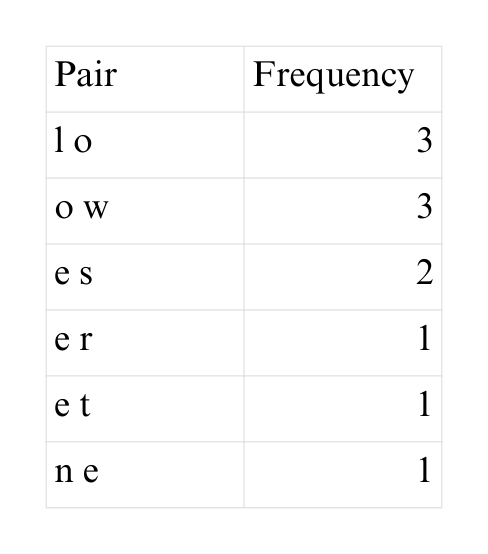 Pair Frequency
l o 3
o w 3
e s 2
e r 1
e t 1
n e 1